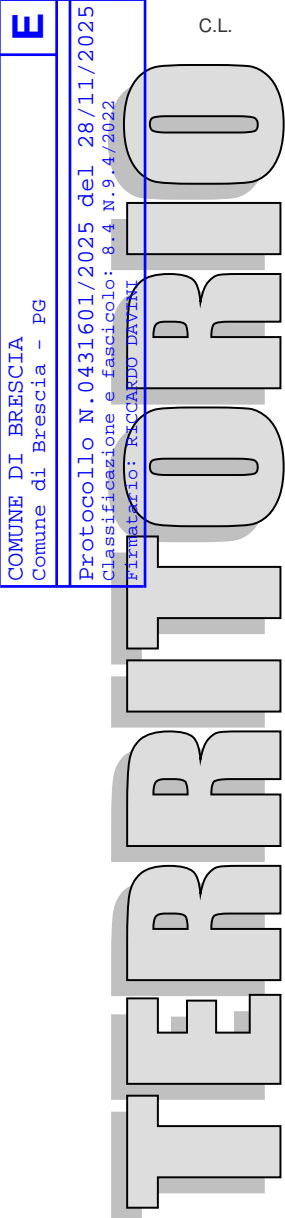 C.L.
COMUNE DI BRESCIA
Comune di Brescia - PG
E
Protocollo N.0431601/2025 del 28/11/2025
Classificazione e fascicolo: 8.4 N.9.4/2022
Firmatario: RICCARDO DAVINI
TERRITORIO